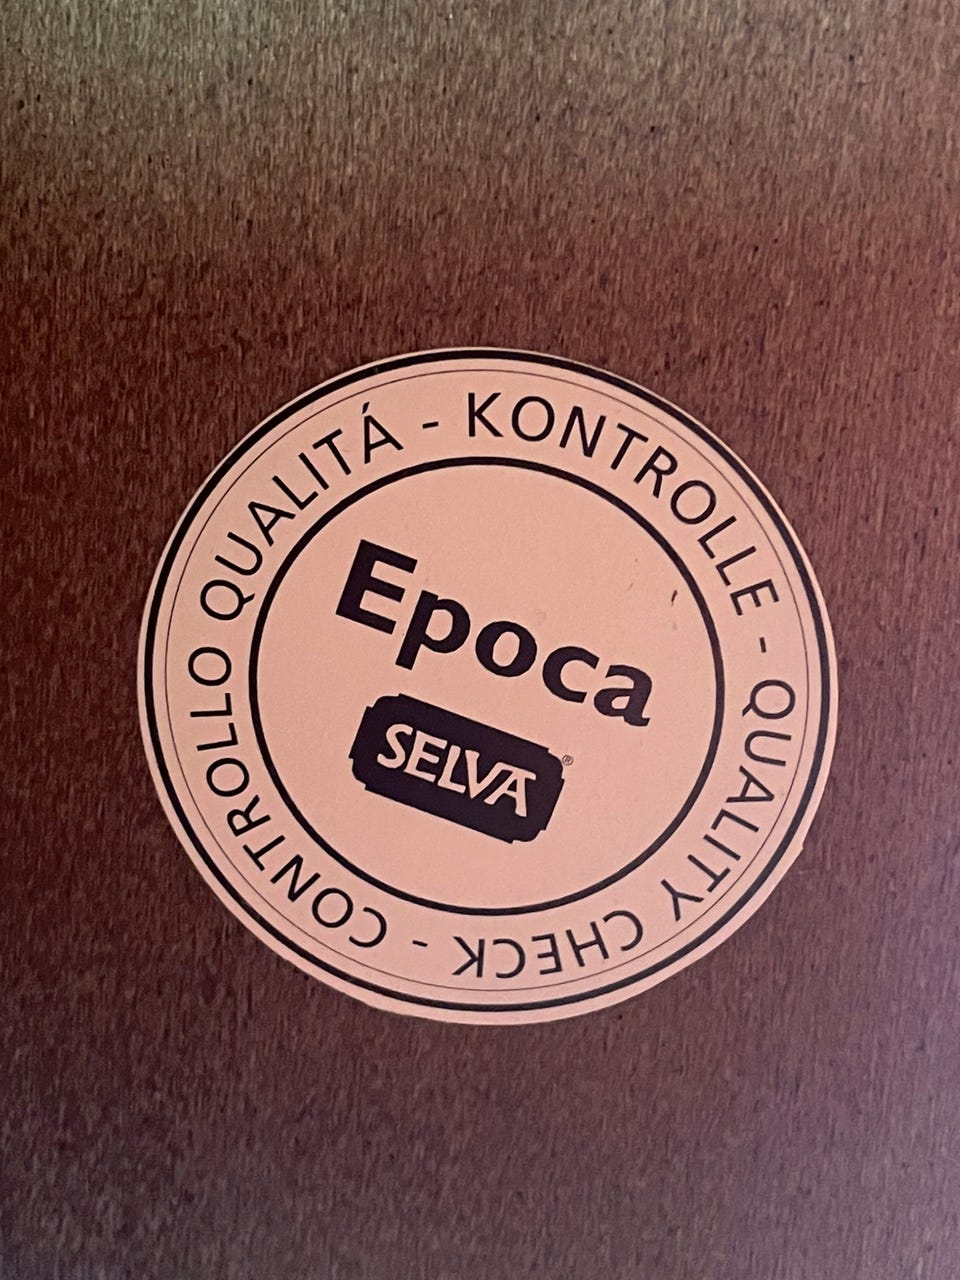 CONTROLLO QUALITÁ - KONTROLLE - QUALITY CHECK -
Epoca
SELVA®